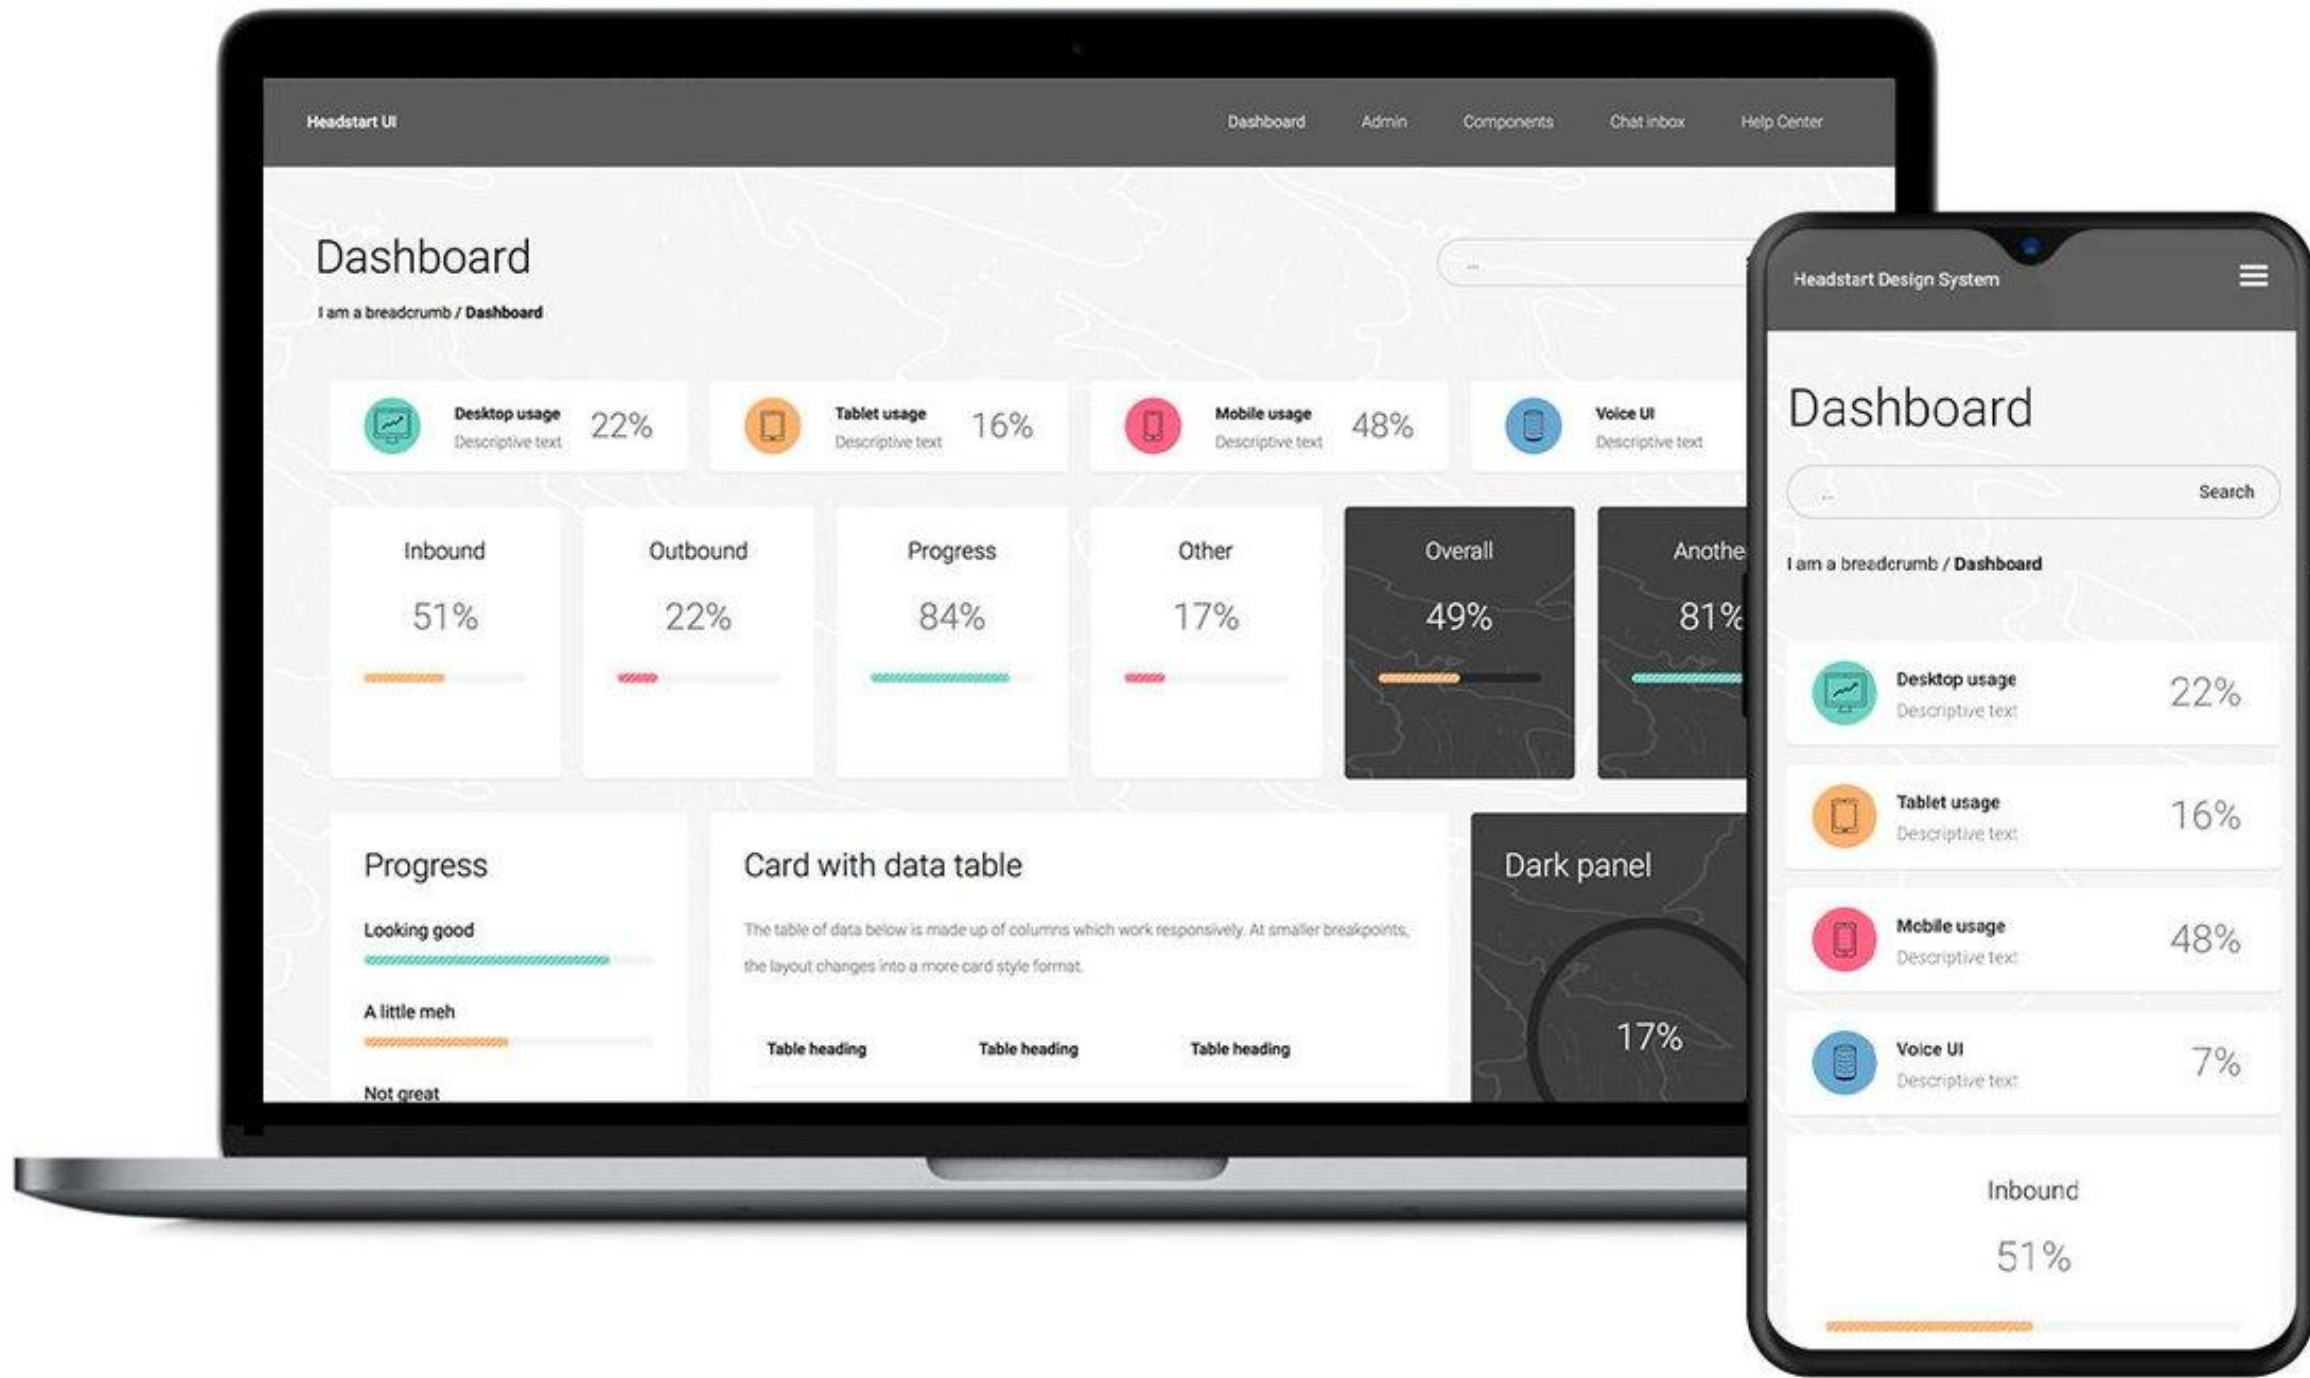 Headstart UI
Dashboard Admin Components Chat inbox Help Center
Dashboard
...
I am a breadcrumb / Dashboard
Desktop usage
Descriptive text
22%
Tablet usage
Descriptive text
16%
Mobile usage
Descriptive text
48%
Voice UI
Descriptive text
Inbound
51%
Outbound
22%
Progress
84%
Other
17%
Overall
49%
Anothe
81%
Progress
Looking good
A little meh
Not great
Card with data table
The table of data below is made up of columns which work responsively. At smaller breakpoints,
the layout changes into a more card style format.
Table heading Table heading Table heading
Dark panel
17%
Headstart Design System
Dashboard
... Search
I am a breadcrumb / Dashboard
Desktop usage
Descriptive text
22%
Tablet usage
Descriptive text
16%
Mobile usage
Descriptive text
48%
Voice UI
Descriptive text
7%
Inbound
51%